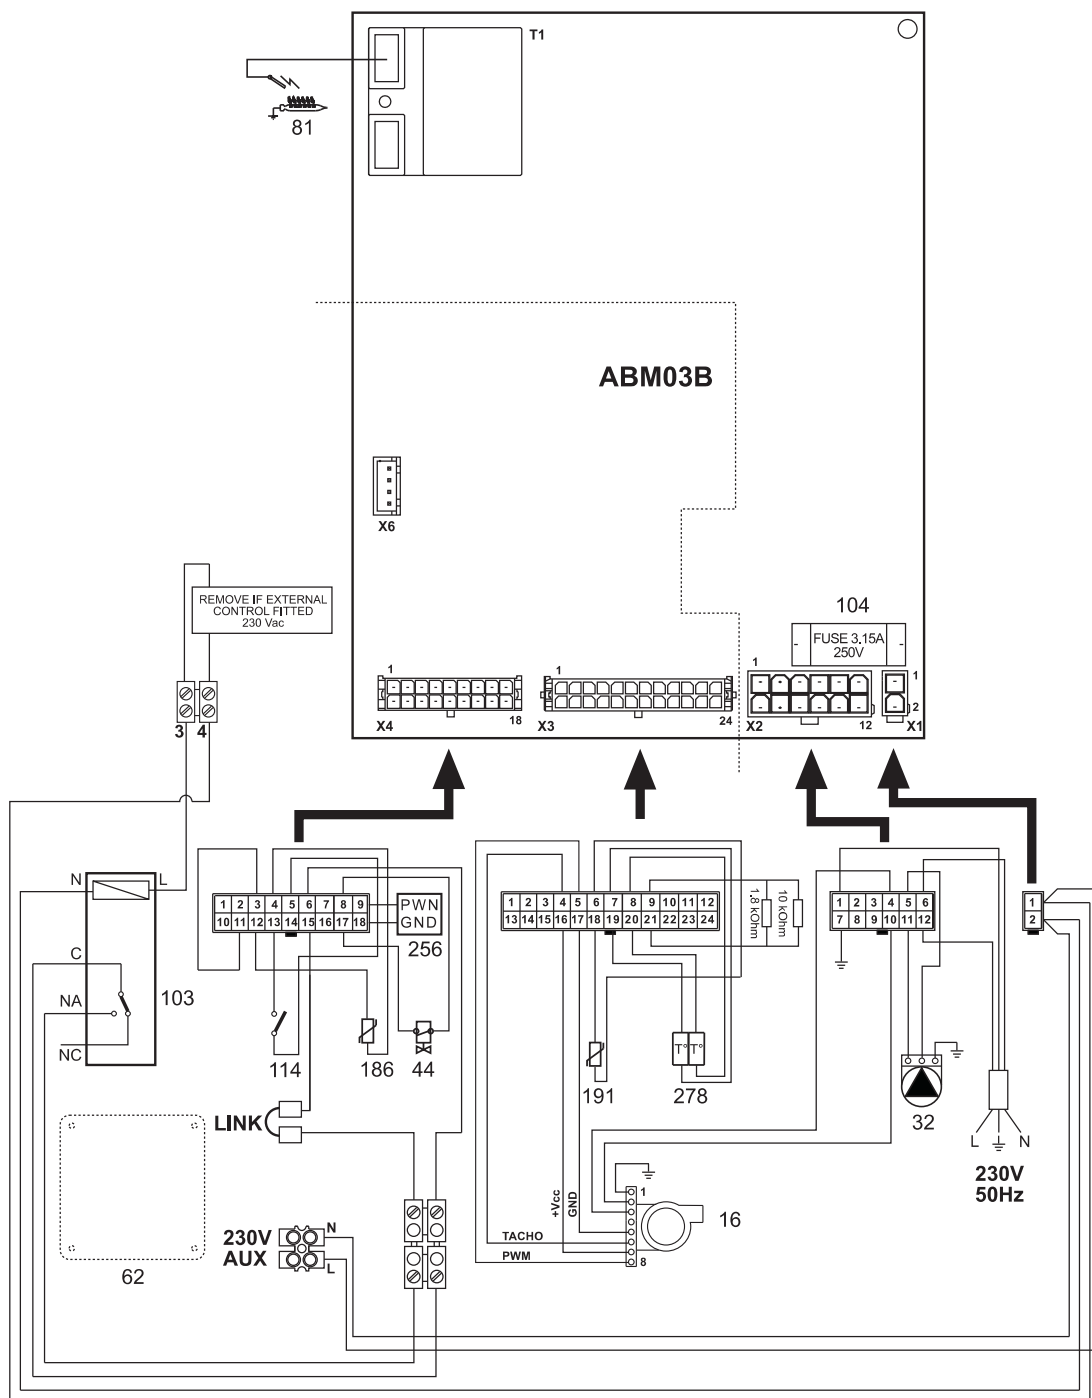 T1
81
ABM03B
X6
REMOVE IF EXTERNAL
CONTROL FITTED
230 Vac
104
FUSE 3.15A
250V
1
1
1
1
2
X4
18
X3
24
X2
12
X1
3 4
N
L
C
NA
NC
103
1 2 3 4 5 6 7 8 9
10 11 12 13 14 15 16 17 18
PWN
GND
256
114
186
44
LINK
1 2 3 4 5 6 7 8 9 10 11 12
13 14 15 16 17 18 19 20 21 22 23 24
1.8 kOhm
10 kOhm
191
T° T°
278
1 2 3 4 5 6
7 8 9 10 11 12
1
2
32
L
N
230V
50Hz
62
230V
AUX
N
L
+Vcc
GND
TACHO
PWM
1
8
16